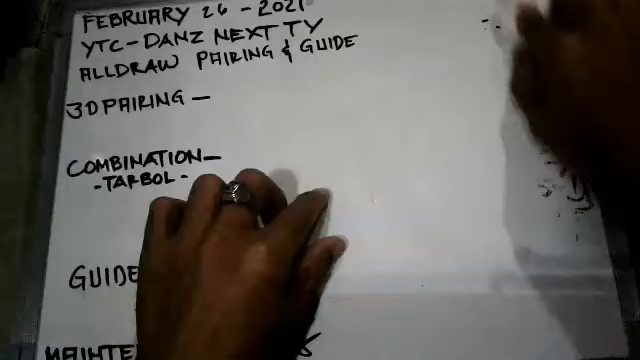 FEBRUARY 26 - 2021
YTC-DANZ NEXT TY
ALLDRAW PAIRING & GUIDE
3D PAIRING -
COMBINATION-
-TARBOL-
GUIDE